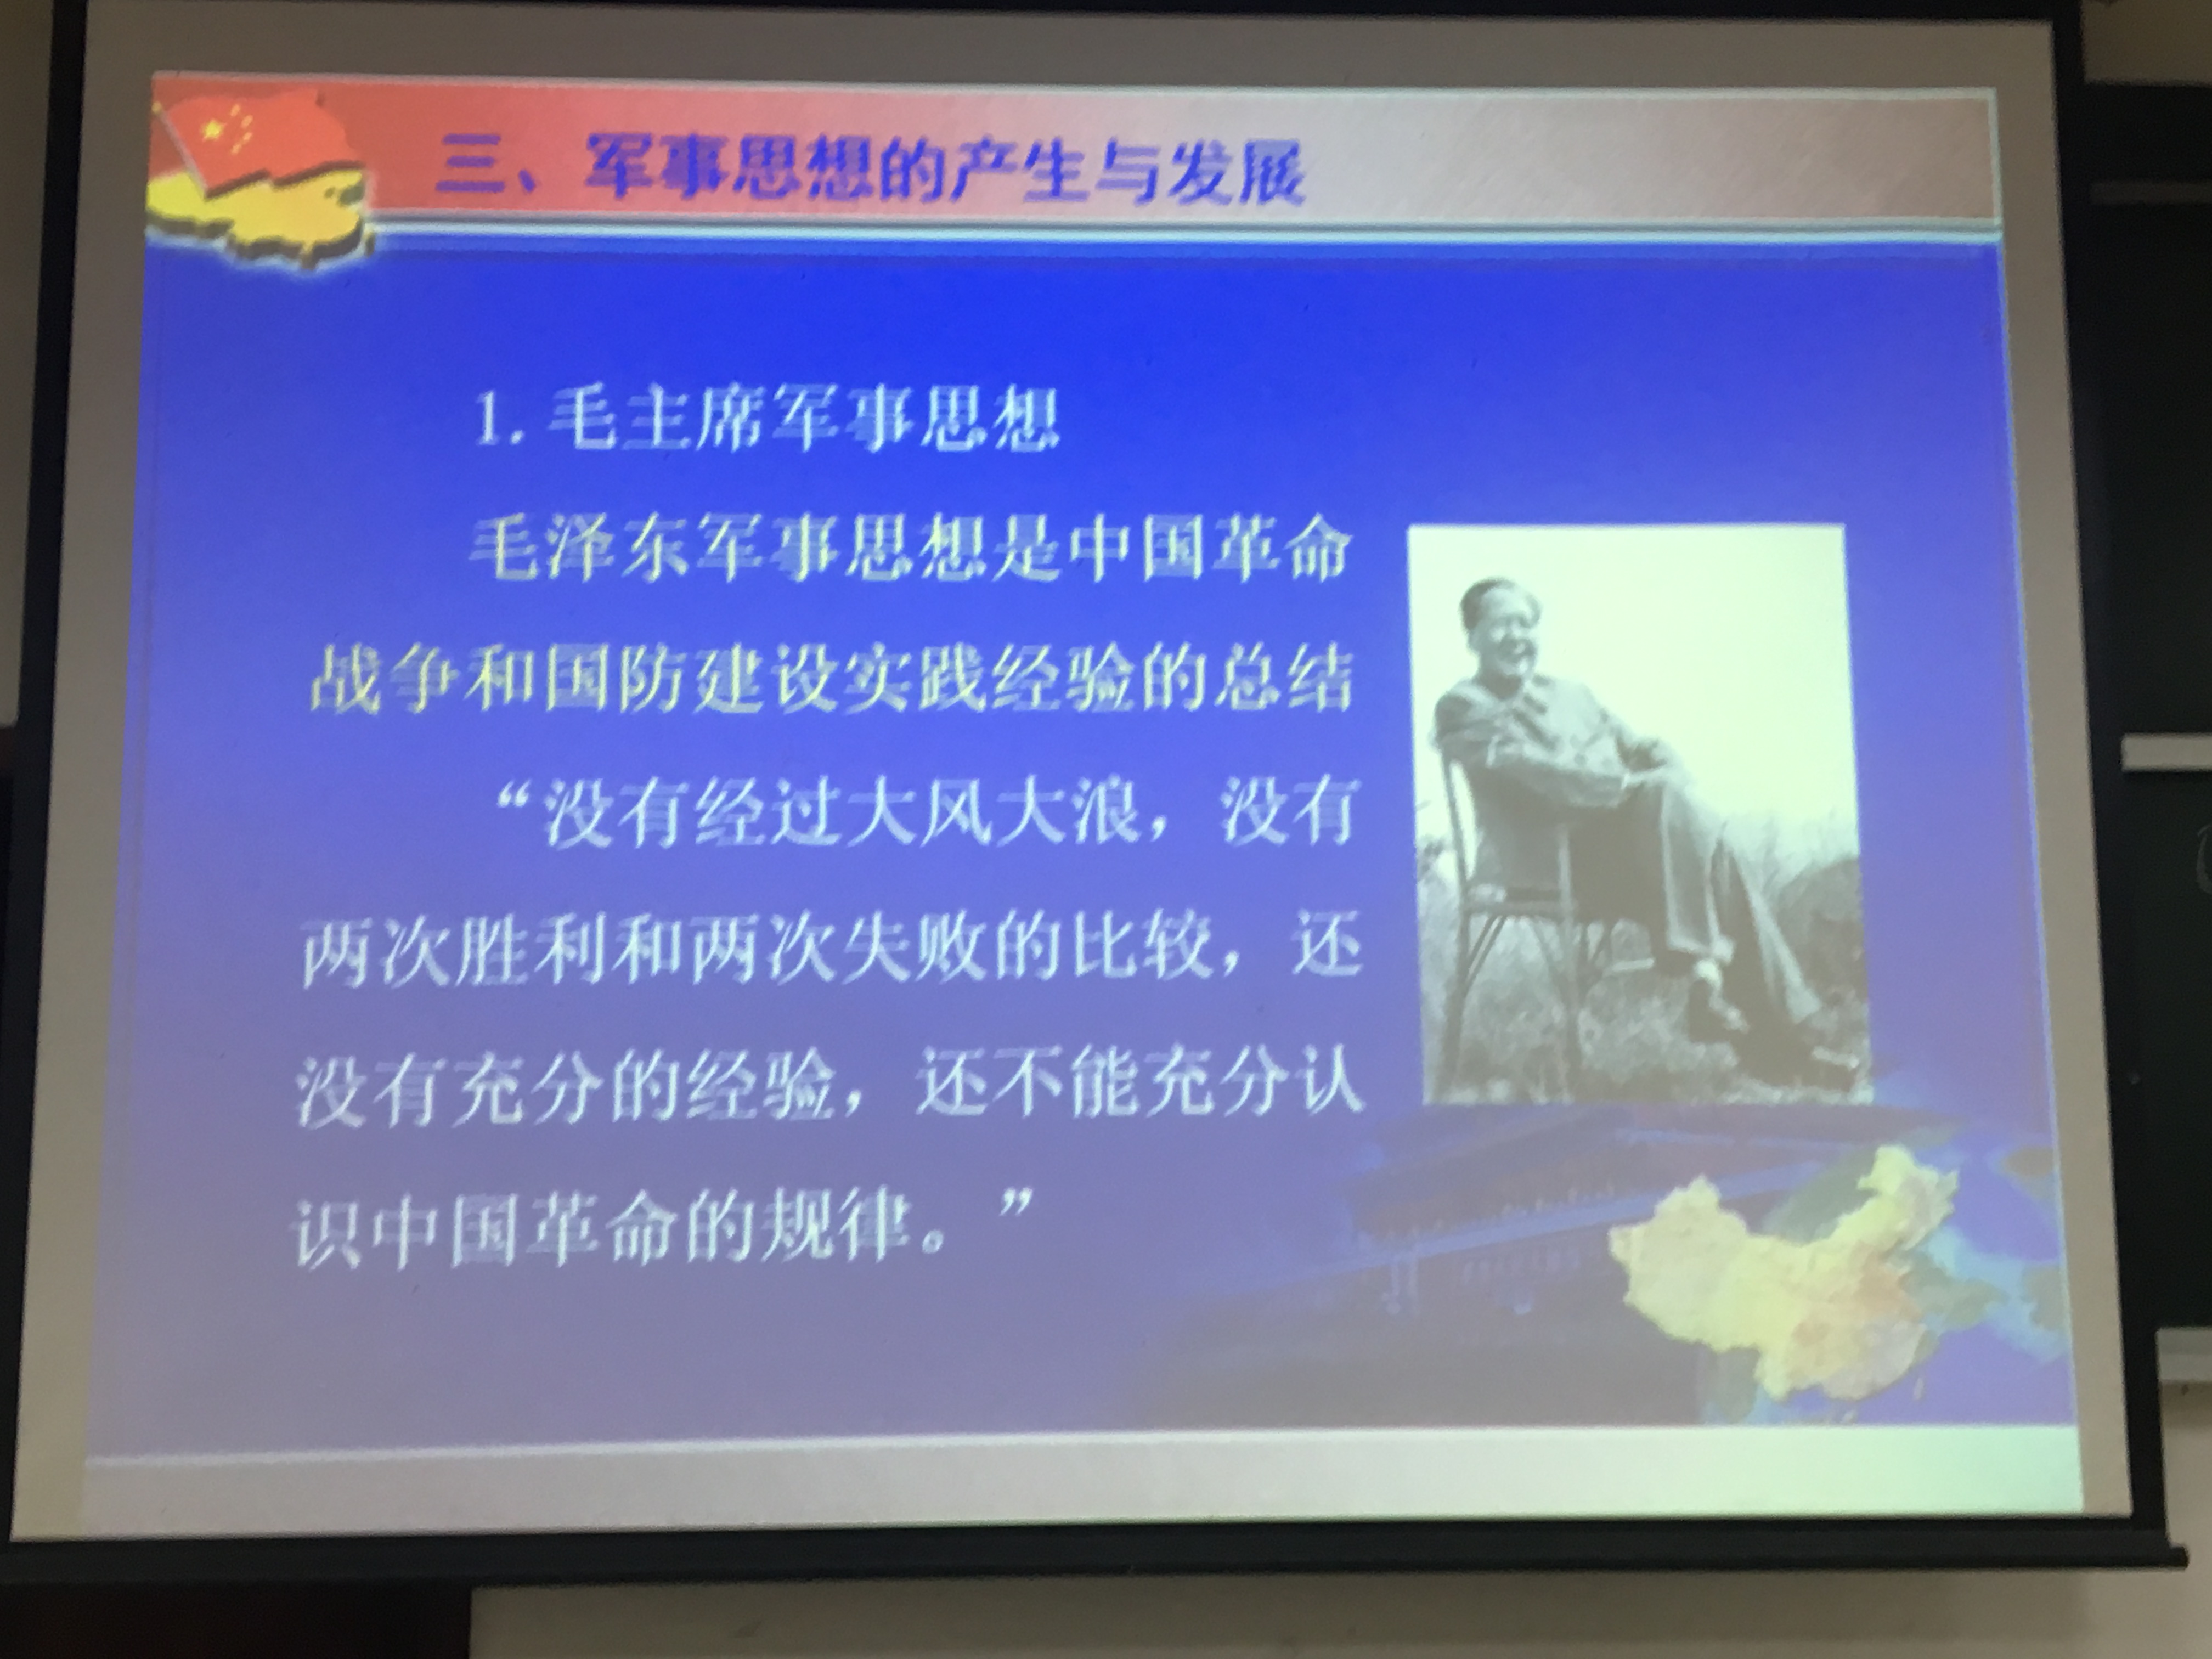 三、军事思想的产生与发展
1.毛主席军事思想
毛泽东军事思想是中国革命
战争和国防建设实践经验的总结
“没有经过大风大浪，没有
两次胜利和两次失败的比较，还
没有充分的经验，还不能充分认
识中国革命的规律。”